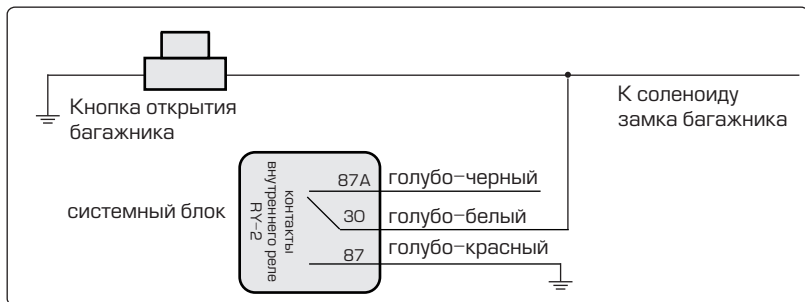 Кнопка открытия
багажника
К соленоиду
замка багажника
системный блок
контакты
внутреннего реле
RY-2
87A голубо-черный
30 голубо-белый
87 голубо-красный